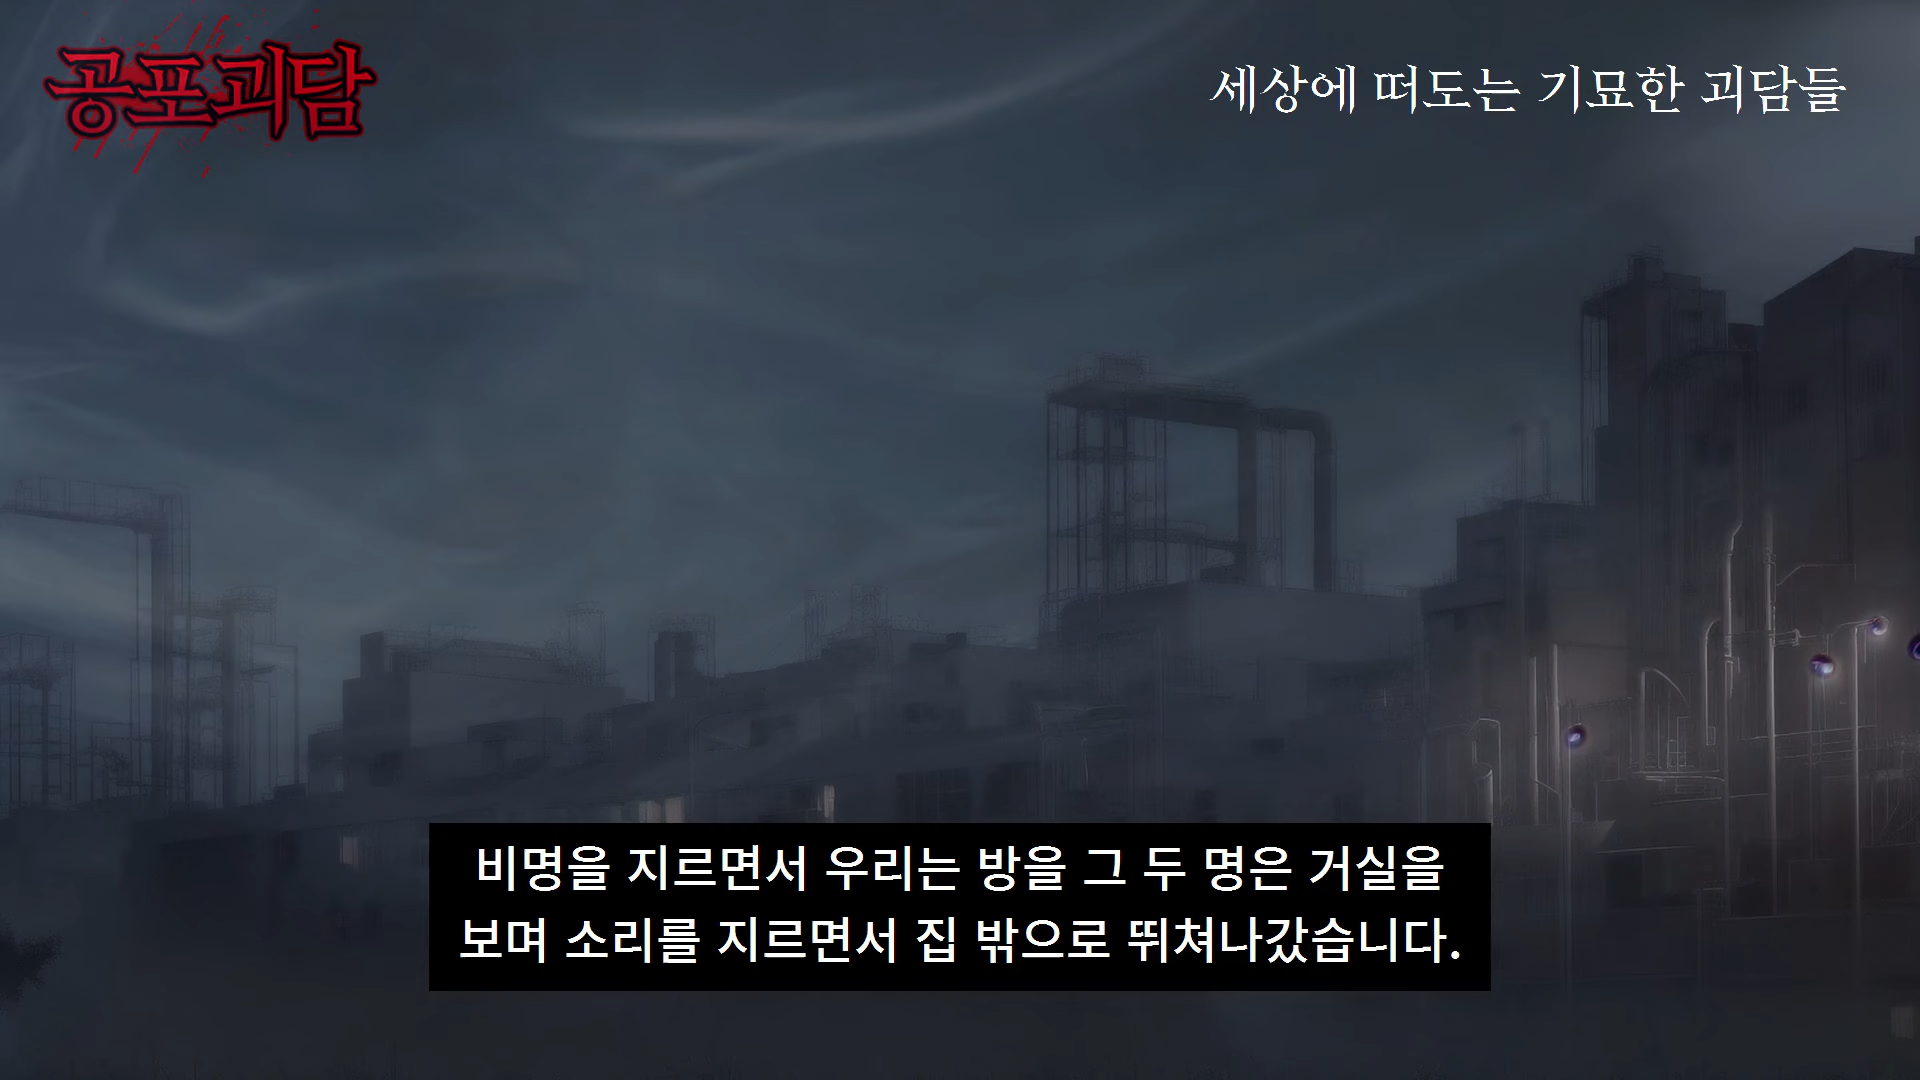 공포괴담
세상에 떠도는 기묘한 괴담들
비명을 지르면서 우리는 방을 그 두 명은 거실을
보며 소리를 지르면서 집 밖으로 뛰쳐나갔습니다.